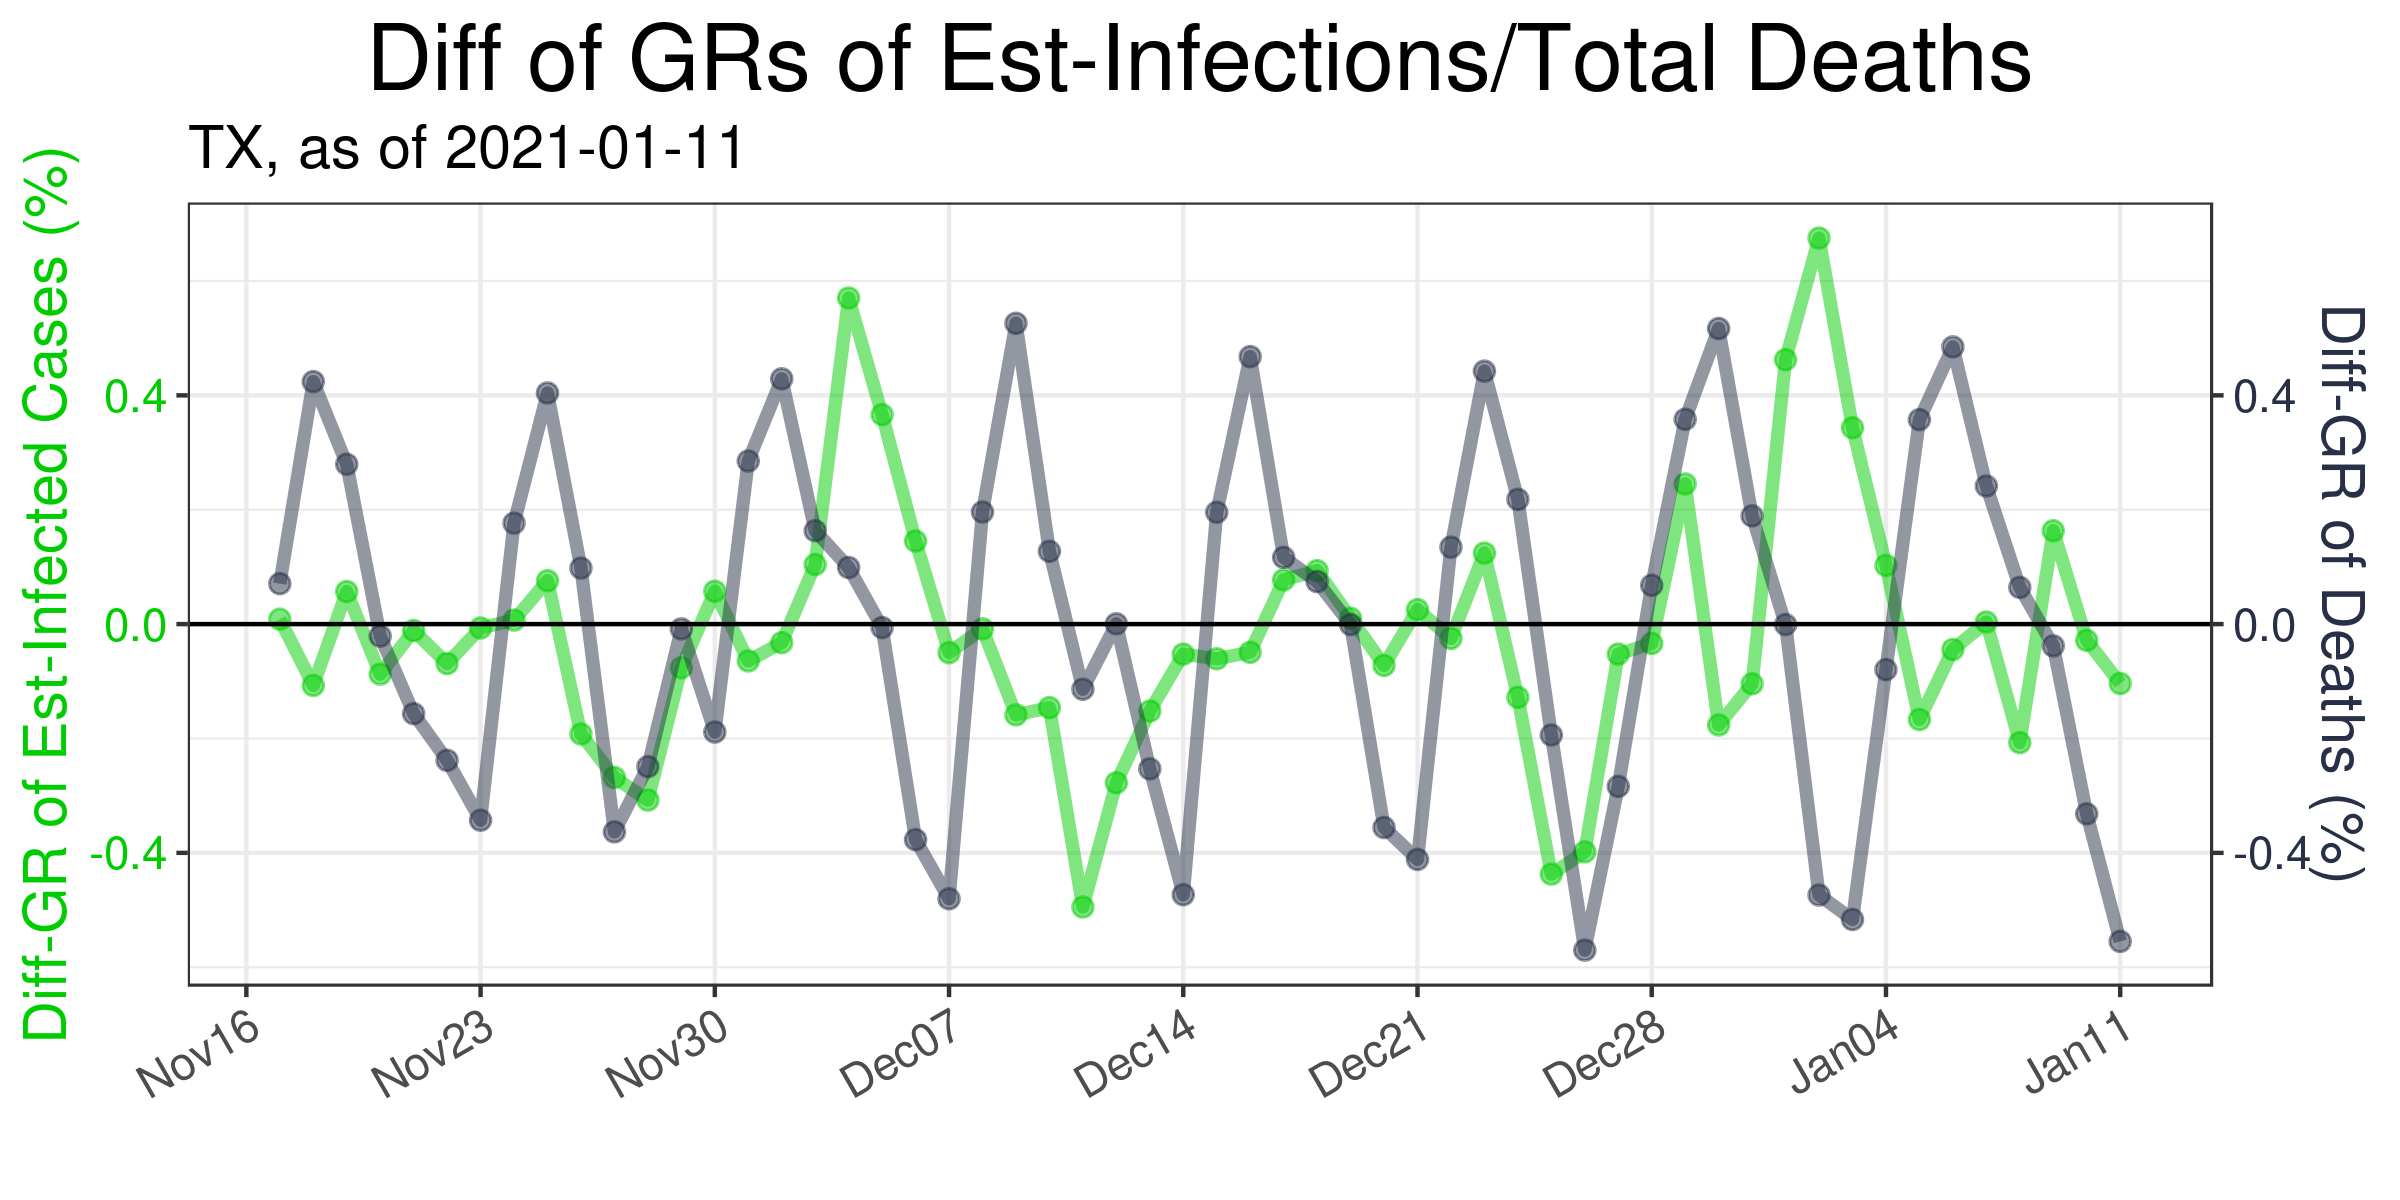 Diff of GRs of Est-Infections/Total Deaths
TX, as of 2021-01-11
Diff-GR of Est-Infected Cases (%)
0.4
0.0
-0.4
0.4
0.0
-0.4
Diff-GR of Deaths (%)
Nov16
Nov23
Nov30
Dec07
Dec14
Dec21
Dec28
Jan04
Jan11